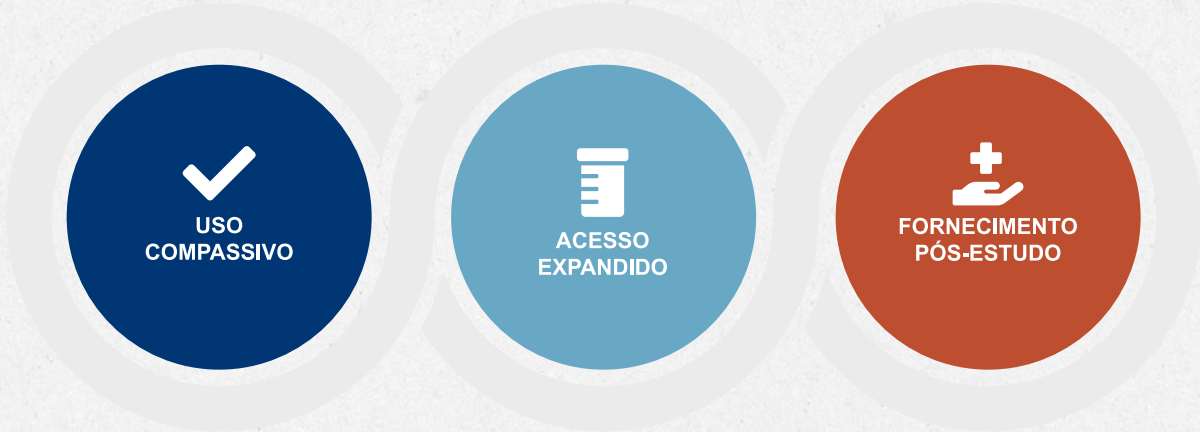 USO
COMPASSIVO
ACESSO
EXPANDIDO
FORNECIMENTO
PÓS-ESTUDO